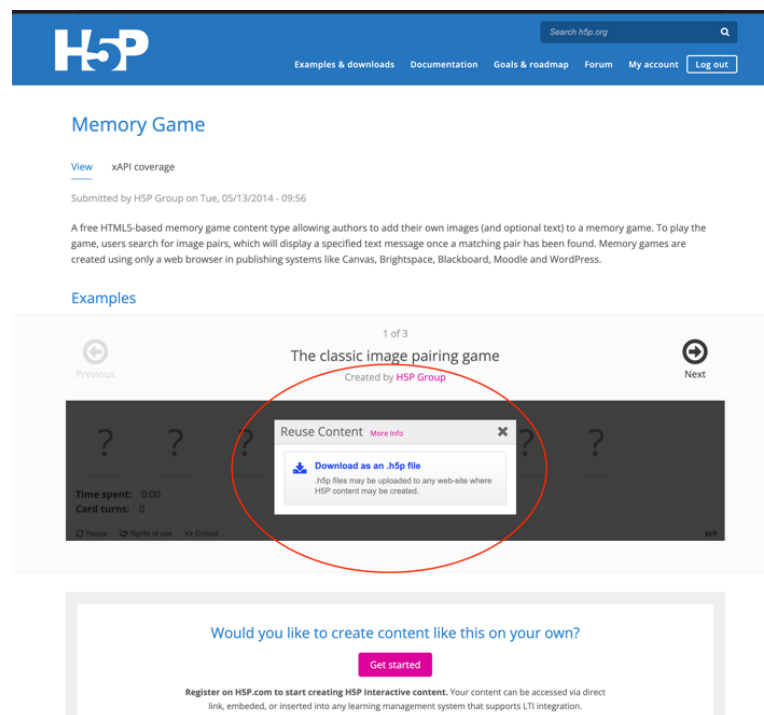 Search h5p.org
H5P
Examples & downloads Documentation Goals & roadmap Forum My account Log out
Memory Game
View xAPI coverage
Submitted by H5P Group on Tue, 05/13/2014 - 09:56
A free HTML5-based memory game content type allowing authors to add their own images (and optional text) to a memory game. To play the
game, users search for image pairs, which will display a specified text message once a matching pair has been found. Memory games are
created using only a web browser in publishing systems like Canvas, Brightspace, Blackboard, Moodle and WordPress.
Examples
1 of 3
Previous
The classic image pairing game
Next
Created by H5P Group
? ? ? ? ?
Reuse Content More Info
Download as an .h5p file
.h5p files may be uploaded to any web-site where
H5P content may be created.
Time spent: 0:00
Card turns: 0
Reuse Rights of use Embed H5P
Would you like to create content like this on your own?
Get started
Register on H5P.com to start creating H5P Interactive content. Your content can be accessed via direct
link, embeded, or inserted into any learning management system that supports LTI integration.